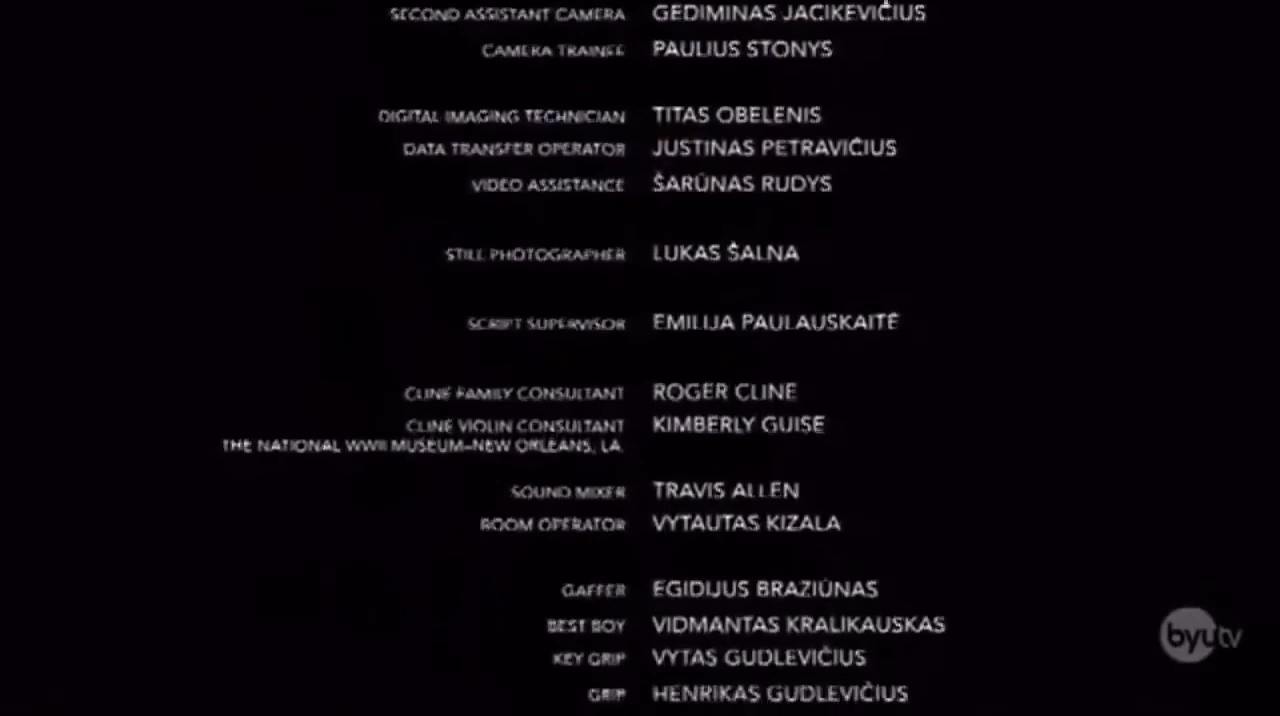 SECOND ASSISTANT CAMERA GEDIMINAS JACIKEVIČIUS
CAMERA TRAINEE PAULIUS STONYS
DIGITAL IMAGING TECHNICIAN TITAS OBELENIS
DATA TRANSFER OPERATOR JUSTINAS PETRAVIČIUS
VIDEO ASSISTANCE ŠARŪNAS RUDYS
STILL PHOTOGRAPHER LUKAS ŠALNA
SCRIPT SUPERVISOR EMILIJA PAULAUSKAITĖ
CLINE FAMILY CONSULTANT ROGER CLINE
CLINE VIOLIN CONSULTANT KIMBERLY GUISE
THE NATIONAL WWII MUSEUM–NEW ORLEANS, LA
SOUND MIXER TRAVIS ALLEN
BOOM OPERATOR VYTAUTAS KIZALA
GAFFER EGIDIJUS BRAZIŪNAS
BEST BOY VIDMANTAS KRALIKAUSKAS
KEY GRIP VYTAS GUDLEVIČIUS
GRIP HENRIKAS GUDLEVIČIUS
byutv